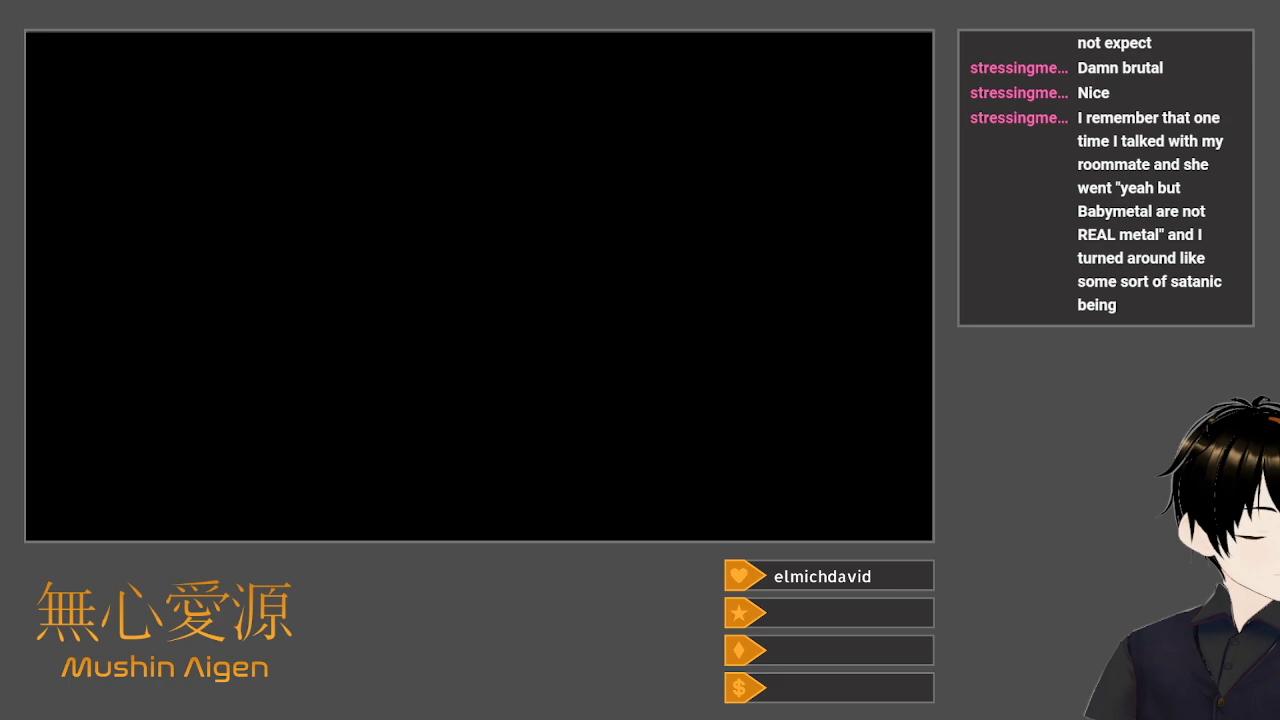 not expect
stressingme... Damn brutal
stressingme... Nice
stressingme... I remember that one
time I talked with my
roommate and she
went "yeah but
Babymetal are not
REAL metal" and I
turned around like
some sort of satanic
being
elmichdavid
$
無心愛源
Mushin Aigen